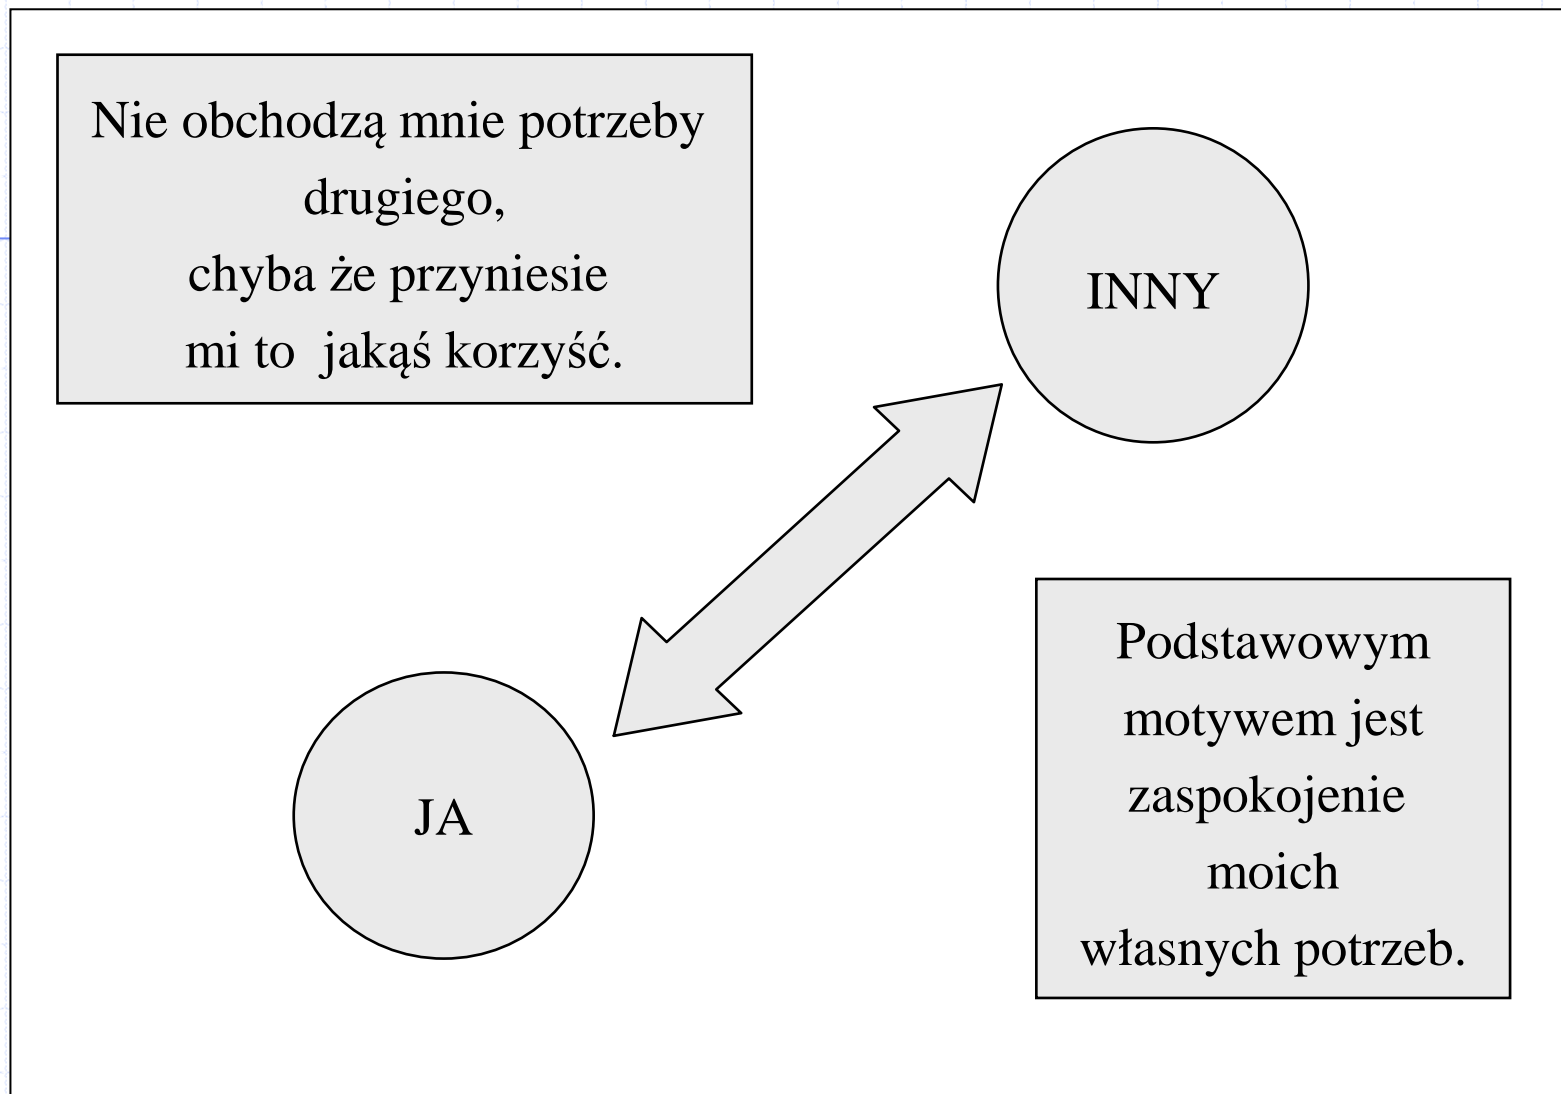 Nie obchodzą mnie potrzeby
drugiego,
chyba że przyniesie
mi to  jakąś korzyść.
INNY
JA
Podstawowym
motywem jest
zaspokojenie
moich
własnych potrzeb.